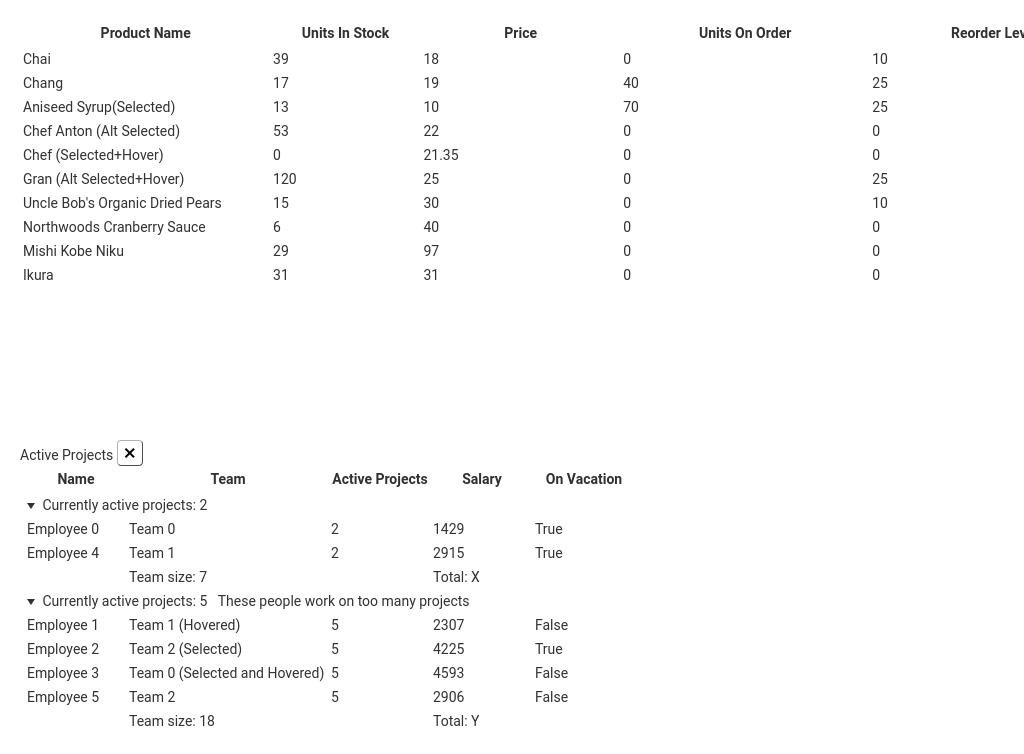 Product Name Units In Stock Price Units On Order Reorder Lev
Chai 39 18 0 10
Chang 17 19 40 25
Aniseed Syrup(Selected) 13 10 70 25
Chef Anton (Alt Selected) 53 22 0 0
Chef (Selected+Hover) 0 21.35 0 0
Gran (Alt Selected+Hover) 120 25 0 25
Uncle Bob's Organic Dried Pears 15 30 0 10
Northwoods Cranberry Sauce 6 40 0 0
Mishi Kobe Niku 29 97 0 0
Ikura 31 31 0 0
Active Projects
Name Team Active Projects Salary On Vacation
Currently active projects: 2
Employee 0 Team 0 2 1429 True
Employee 4 Team 1 2 2915 True
Team size: 7 Total: X
Currently active projects: 5 These people work on too many projects
Employee 1 Team 1 (Hovered) 5 2307 False
Employee 2 Team 2 (Selected) 5 4225 True
Employee 3 Team 0 (Selected and Hovered) 5 4593 False
Employee 5 Team 2 5 2906 False
Team size: 18 Total: Y